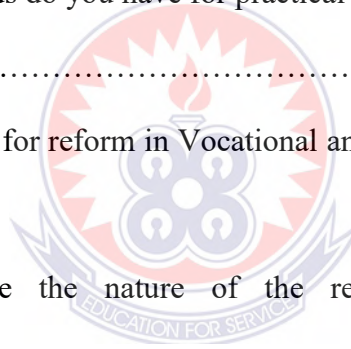 s do you have for practical
……………………………………
for reform in Vocational an
e the nature of the re
EDUCATION FOR SERVICE